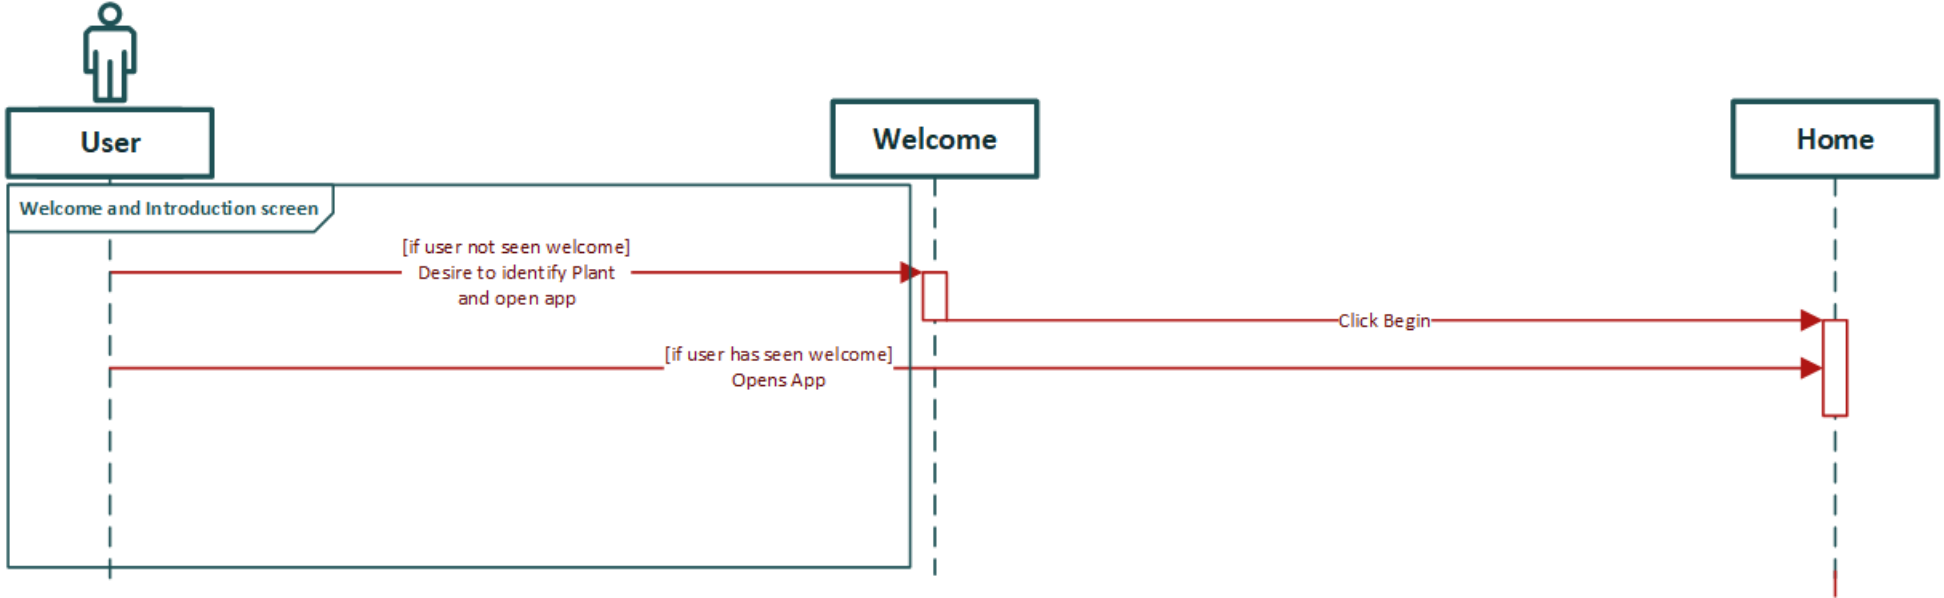 User
Welcome
Home
Welcome and Introduction screen
[if user not seen welcome]
Desire to identify Plant
and open app
Click Begin
[if user has seen welcome]
Opens App